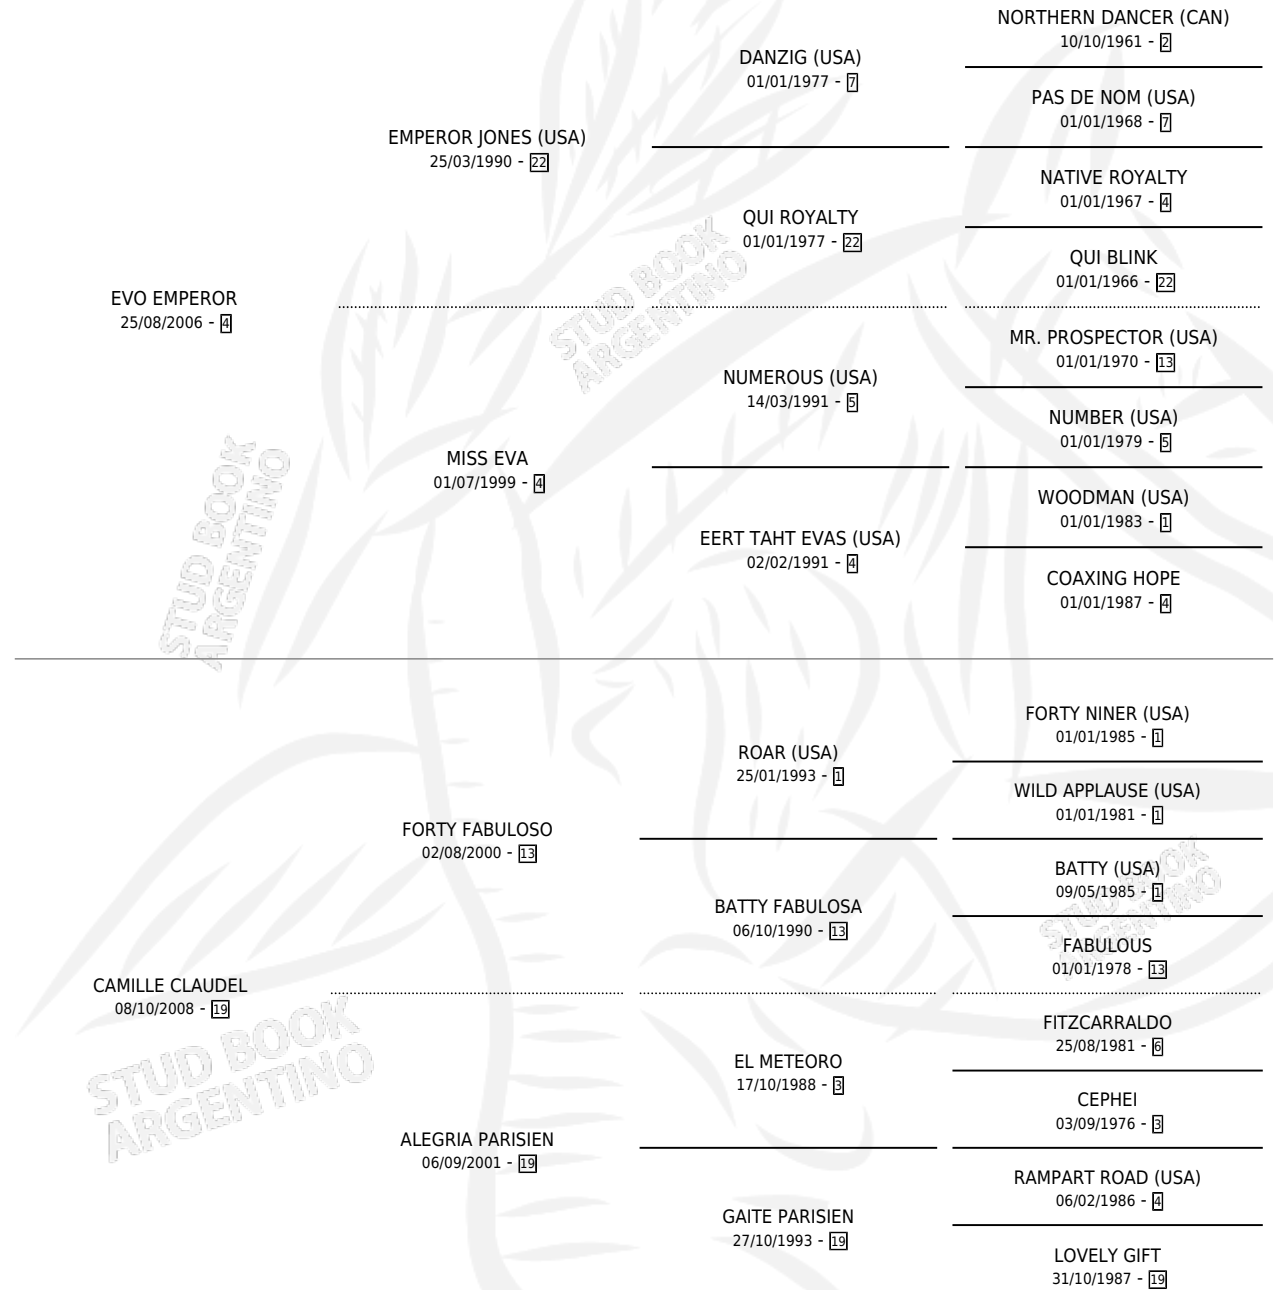 NORTHERN DANCER (CAN)
10/10/1961 - 2
DANZIG (USA)
01/01/1977 - 7
PAS DE NOM (USA)
01/01/1968 - 7
EMPEROR JONES (USA)
25/03/1990 - 22
NATIVE ROYALTY
01/01/1967 - 4
QUI ROYALTY
01/01/1977 - 22
QUI BLINK
01/01/1966 - 22
EVO EMPEROR
25/08/2006 - 4
MR. PROSPECTOR (USA)
01/01/1970 - 13
NUMEROUS (USA)
14/03/1991 - 5
NUMBER (USA)
01/01/1979 - 5
MISS EVA
01/07/1999 - 4
WOODMAN (USA)
01/01/1983 - 1
EERT TAHT EVAS (USA)
02/02/1991 - 4
COAXING HOPE
01/01/1987 - 4
STUD BOOK
ARGENTINO
STUD BOOK
ARGENTINO
FORTY NINER (USA)
01/01/1985 - 1
ROAR (USA)
25/01/1993 - 1
WILD APPLAUSE (USA)
01/01/1981 - 1
FORTY FABULOSO
02/08/2000 - 13
BATTY (USA)
09/05/1985 - 1
BATTY FABULOSA
06/10/1990 - 13
FABULOUS
01/01/1978 - 13
CAMILLE CLAUDEL
08/10/2008 - 19
FITZCARRALDO
25/08/1981 - 6
EL METEORO
17/10/1988 - 3
CEPHEI
03/09/1976 - 3
ALEGRIA PARISIEN
06/09/2001 - 19
RAMPART ROAD (USA)
06/02/1986 - 4
GAITE PARISIEN
27/10/1993 - 19
LOVELY GIFT
31/10/1987 - 19
STUD BOOK
ARGENTINO
STUD BOOK
ARGENTINO